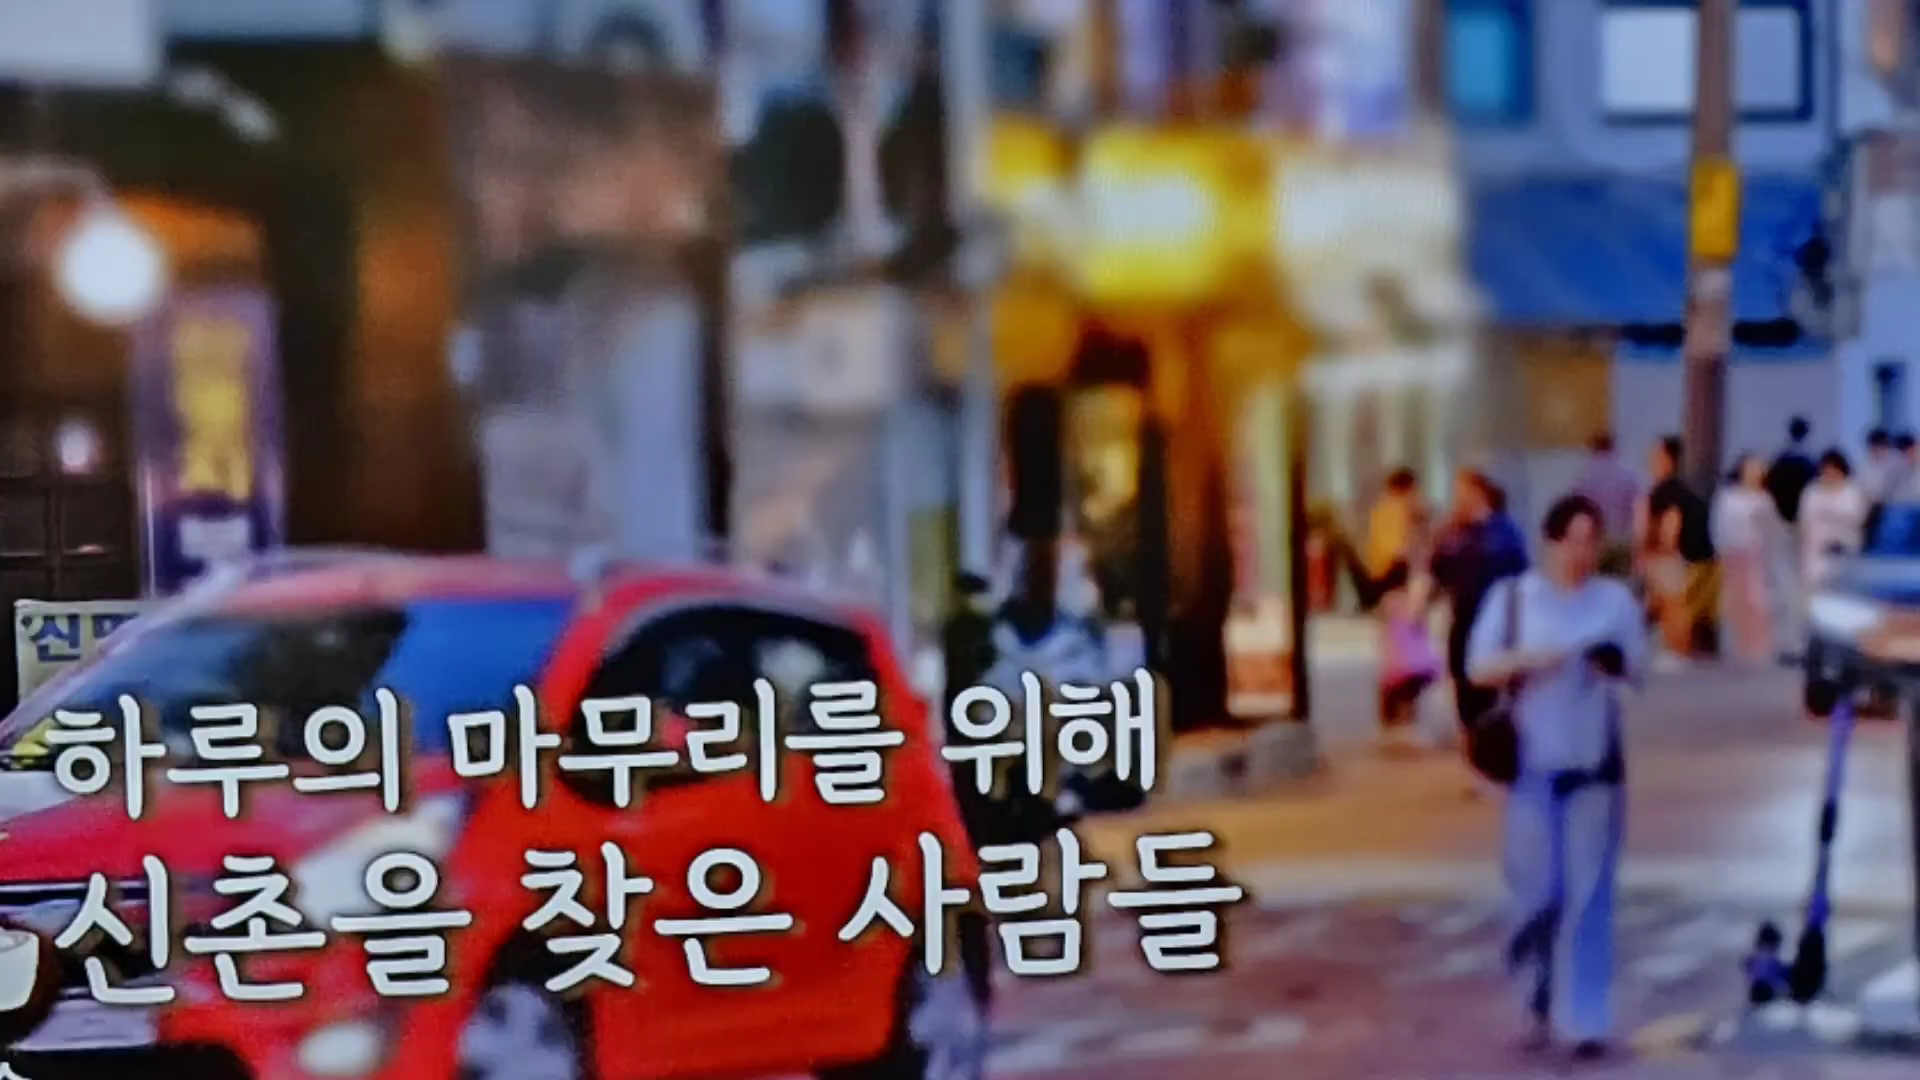 하루의 마무리를 위해
신촌을 찾은 사람들